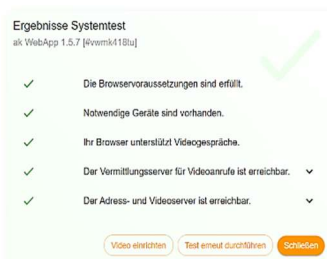 Ergebnisse Systemtest
ak WebApp 1.5.7 [#vwmk418tu]
Die Browservoraussetzungen sind erfüllt.
Notwendige Geräte sind vorhanden.
Ihr Browser unterstützt Videogespräche.
Der Vermittlungsserver für Videoanrufe ist erreichbar.
Der Adress- und Videoserver ist erreichbar.
Video einrichten Test erneut durchführen Schließen